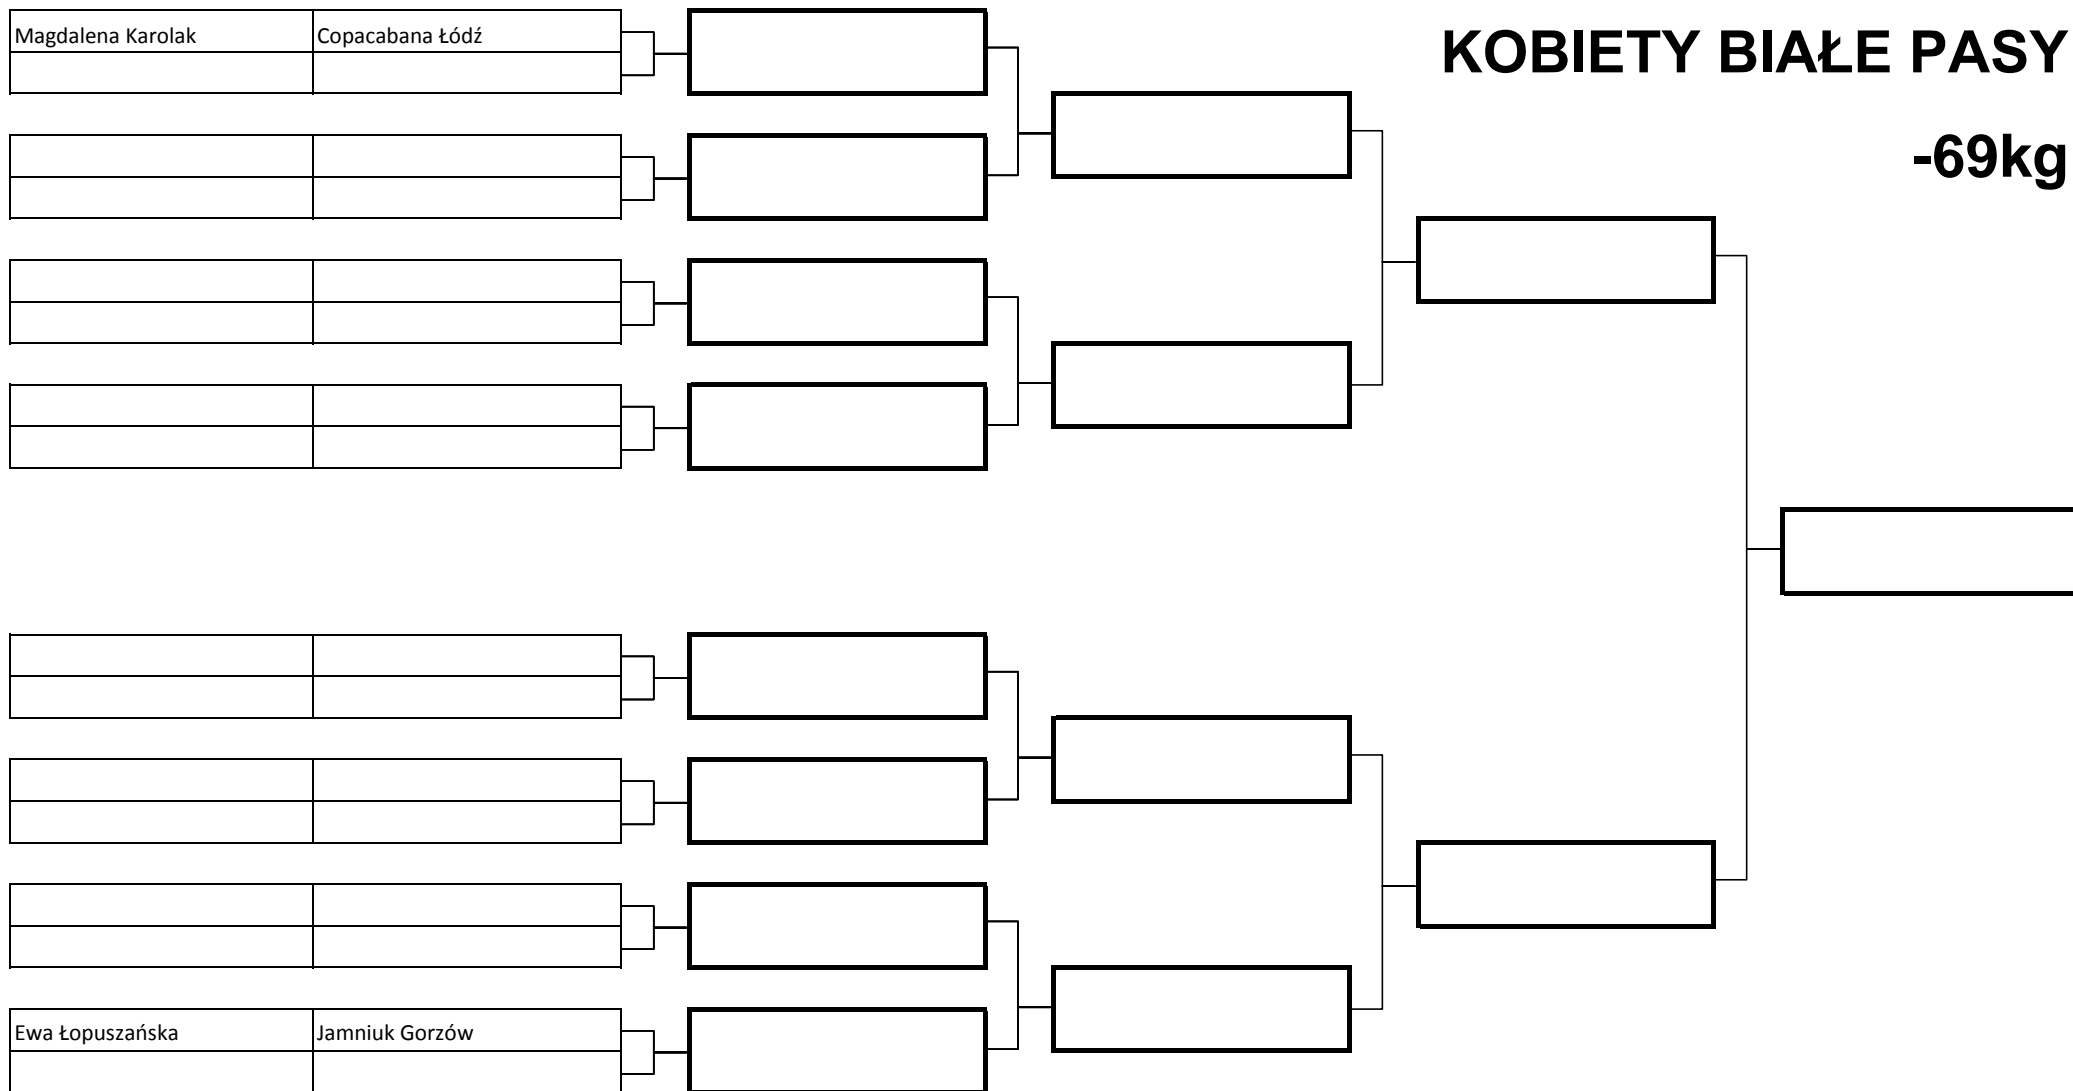 KOBIETY BIAŁE PASY
-69kg
Magdalena Karolak Copacabana Łódź
Ewa Łopuszańska Jamniuk Gorzów